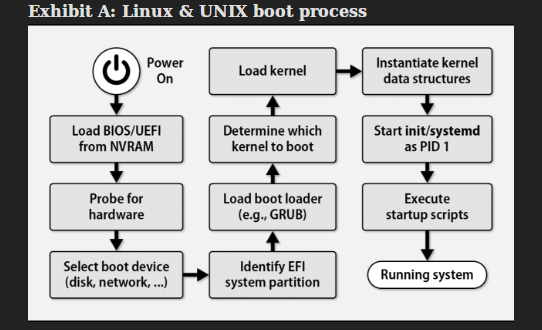 Exhibit A: Linux & UNIX boot process
Power
On
Load BIOS/UEFI
from NVRAM
Probe for
hardware
Select boot device
(disk, network, ...)
Identify EFI
system partition
Load boot loader
(e.g., GRUB)
Determine which
kernel to boot
Load kernel
Instantiate kernel
data structures
Start init/systemd
as PID 1
Execute
startup scripts
Running system